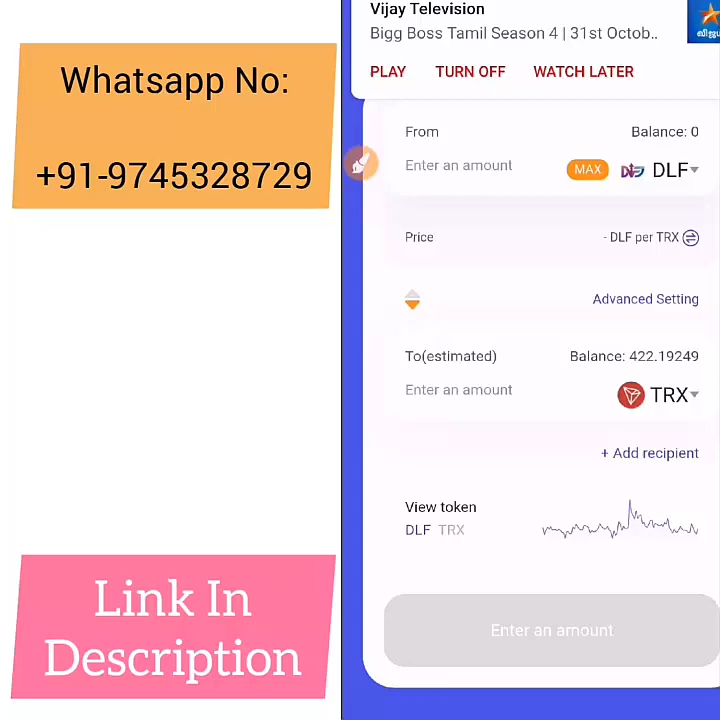 Whatsapp No:
+91-9745328729
Link In
Description
Vijay Television
Bigg Boss Tamil Season 4 | 31st Octob..
விஜய்
PLAY TURN OFF WATCH LATER
From Balance: 0
Enter an amount MAX DLF
Price - DLF per TRX
Advanced Setting
To(estimated) Balance: 422.19249
Enter an amount TRX
+ Add recipient
View token
DLF TRX
Enter an amount